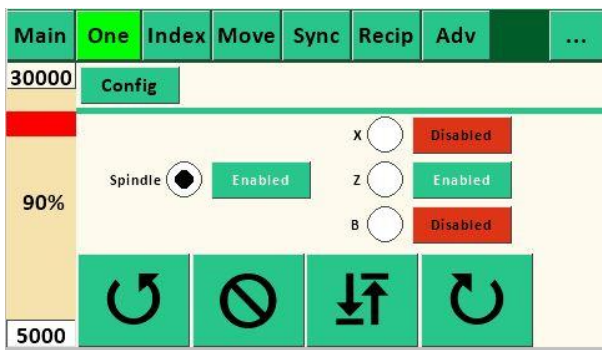 Main One Index Move Sync Recip Adv ...
30000 Config
X Disabled
Spindle Enabled Z Enabled
90%
B Disabled
5000